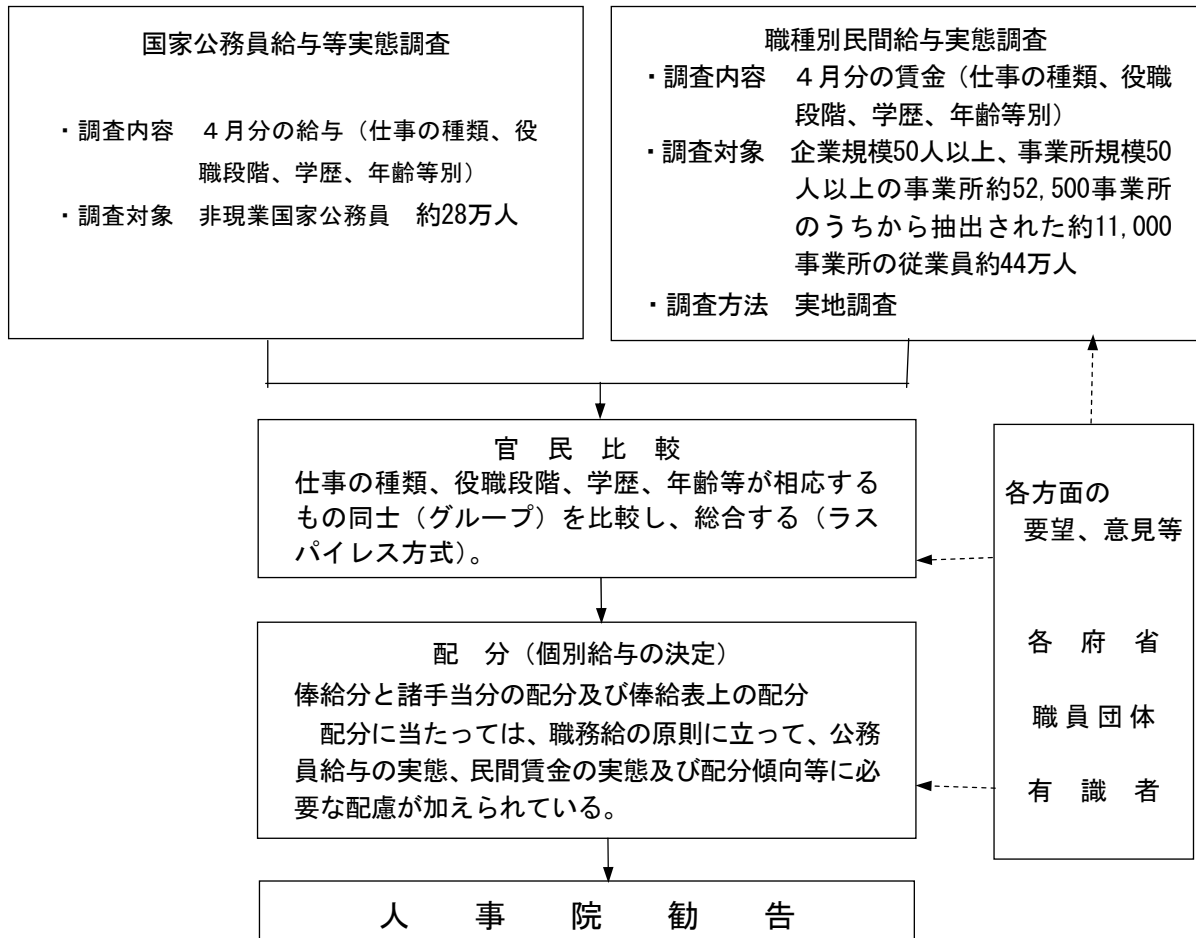 国家公務員給与等実態調査
・調査内容　４月分の給与（仕事の種類、役
職段階、学歴、年齢等別）
・調査対象　非現業国家公務員　約28万人
職種別民間給与実態調査
・調査内容　４月分の賃金（仕事の種類、役職
段階、学歴、年齢等別）
・調査対象　企業規模50人以上、事業所規模50
人以上の事業所約52,500事業所
のうちから抽出された約11,000
事業所の従業員約44万人
・調査方法　実地調査
官　民　比　較
仕事の種類、役職段階、学歴、年齢等が相応する
もの同士（グループ）を比較し、総合する（ラス
パイレス方式）。
配　分（個別給与の決定）
俸給分と諸手当分の配分及び俸給表上の配分
　配分に当たっては、職務給の原則に立って、公務
員給与の実態、民間賃金の実態及び配分傾向等に必
要な配慮が加えられている。
各方面の
要望、意見等
各　府　省
職員団体
有　識　者
人　事　院　勧　告